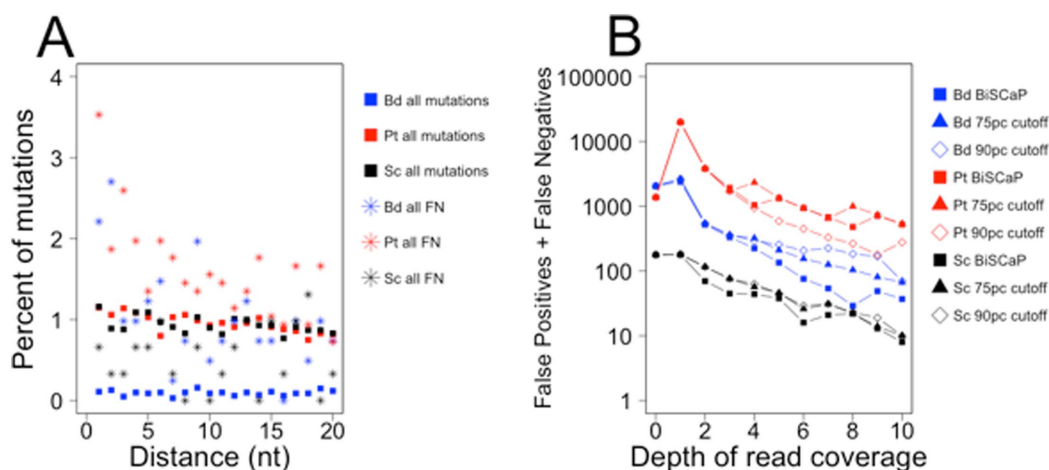 A
Percent of mutations
4
3
2
1
0
0 5 10 15 20
Distance (nt)
Bd all mutations
Pt all mutations
Sc all mutations
Bd all FN
Pt all FN
Sc all FN
B
False Positives + False Negatives
100000
10000
1000
100
10
1
0 2 4 6 8 10
Depth of read coverage
Bd BiSCaP
Bd 75pc cutoff
Bd 90pc cutoff
Pt BiSCaP
Pt 75pc cutoff
Pt 90pc cutoff
Sc BiSCaP
Sc 75pc cutoff
Sc 90pc cutoff